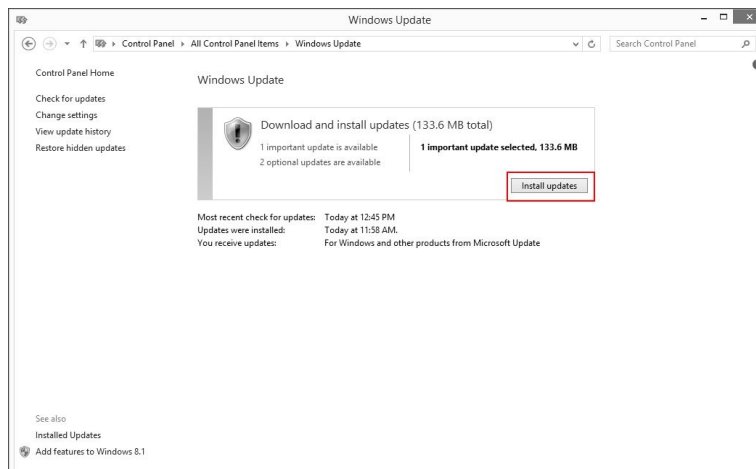 Windows Update
Control Panel Al Control Panel Items Windows Update
Search Control Panel
Control Panel Home
Check for updates
Change settings
View update history
Restore hidden updates
Windows Update
Download and install updates (133.6 MB total)
1 important update is available
2 optional updates are available
1 important update selected, 133.6 MB
Install updates
Most recent check for updates: Today at 12:45 PM
Updates were installed: Today at 11:58 AM.
You receive updates: For Windows and other products from Microsoft Update
See also
Installed Updates
Add features to Windows 8.1